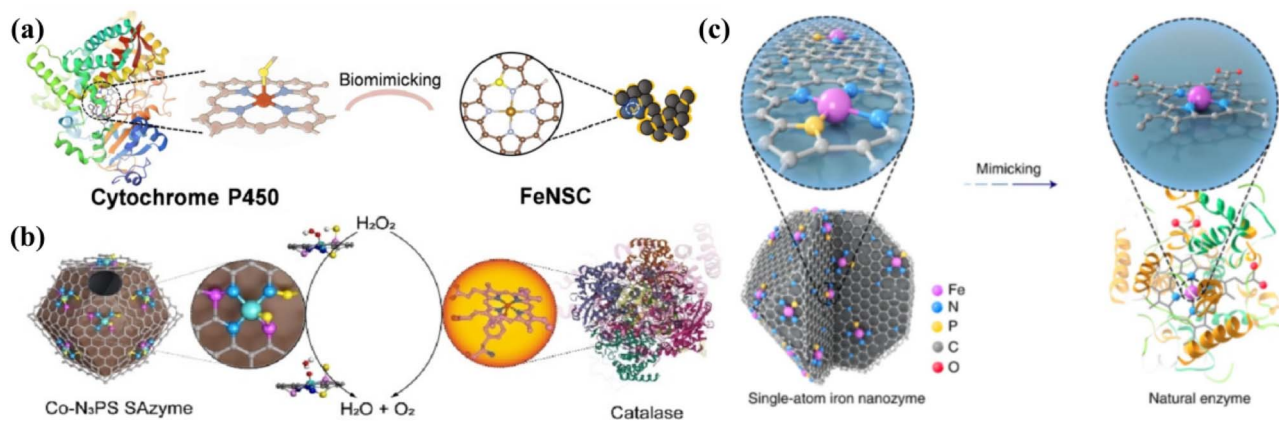 (a)
Biomimicking
Cytochrome P450
FeNSC
(b)
H₂O₂
Co-N₃PS SAzyme
H₂O + O₂
Catalase
(c)
Mimicking
Fe
N
P
C
O
Single-atom iron nanozyme
Natural enzyme